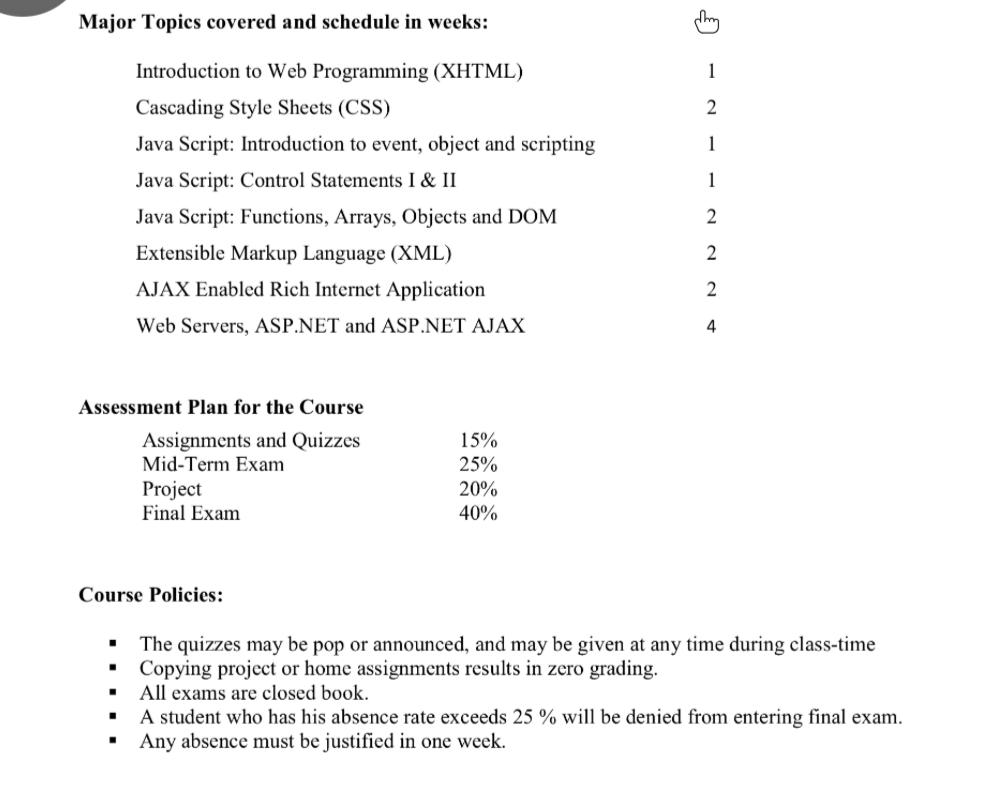 Major Topics covered and schedule in weeks:
Introduction to Web Programming (XHTML) 1
Cascading Style Sheets (CSS) 2
Java Script: Introduction to event, object and scripting 1
Java Script: Control Statements I & II 1
Java Script: Functions, Arrays, Objects and DOM 2
Extensible Markup Language (XML) 2
AJAX Enabled Rich Internet Application 2
Web Servers, ASP.NET and ASP.NET AJAX 4
Assessment Plan for the Course
Assignments and Quizzes 15%
Mid-Term Exam 25%
Project 20%
Final Exam 40%
Course Policies:
▪ The quizzes may be pop or announced, and may be given at any time during class-time
▪ Copying project or home assignments results in zero grading.
▪ All exams are closed book.
▪ A student who has his absence rate exceeds 25 % will be denied from entering final exam.
▪ Any absence must be justified in one week.